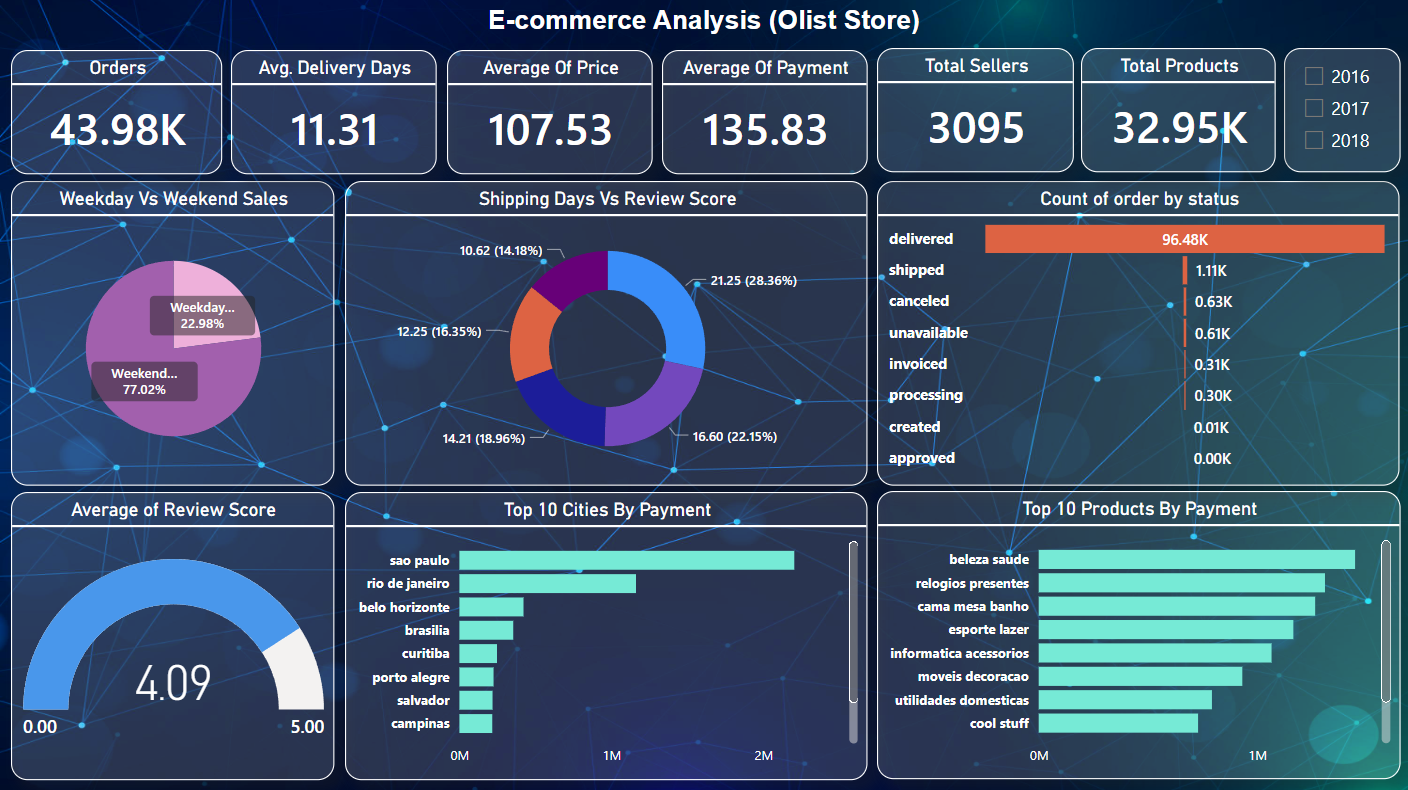 E-commerce Analysis (Olist Store)
Orders
43.98K
Avg. Delivery Days
11.31
Average Of Price
107.53
Average Of Payment
135.83
Total Sellers
3095
Total Products
32.95K
2016
2017
2018
Weekday Vs Weekend Sales
Weekday...
22.98%
Weekend...
77.02%
Shipping Days Vs Review Score
10.62 (14.18%)
21.25 (28.36%)
12.25 (16.35%)
14.21 (18.96%)
16.60 (22.15%)
Count of order by status
delivered 96.48K
shipped 1.11K
canceled 0.63K
unavailable 0.61K
invoiced 0.31K
processing 0.30K
created 0.01K
approved 0.00K
Average of Review Score
4.09
0.00 5.00
Top 10 Cities By Payment
sao paulo
rio de janeiro
belo horizonte
brasilia
curitiba
porto alegre
salvador
campinas
0M 1M 2M
Top 10 Products By Payment
beleza saude
relogios presentes
cama mesa banho
esporte lazer
informatica acessorios
moveis decoracao
utilidades domesticas
cool stuff
0M 1M